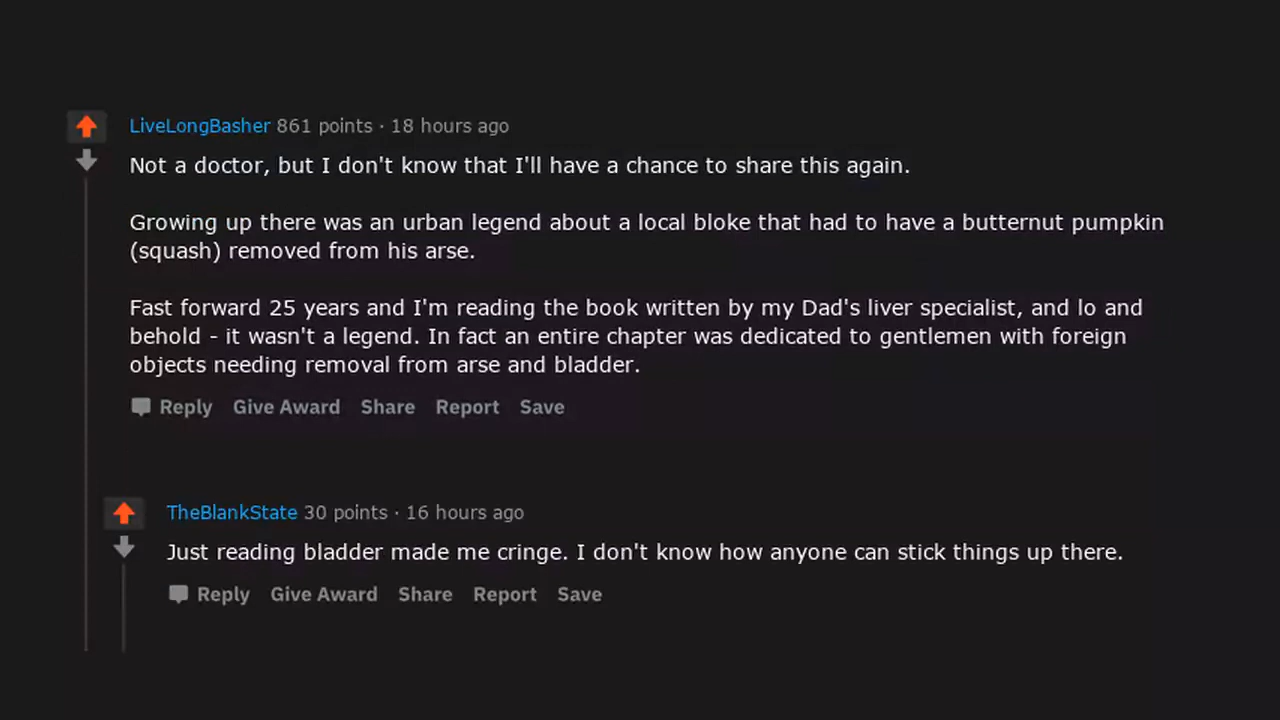 LiveLongBasher 861 points · 18 hours ago
Not a doctor, but I don't know that I'll have a chance to share this again.
Growing up there was an urban legend about a local bloke that had to have a butternut pumpkin
(squash) removed from his arse.
Fast forward 25 years and I'm reading the book written by my Dad's liver specialist, and lo and
behold - it wasn't a legend. In fact an entire chapter was dedicated to gentlemen with foreign
objects needing removal from arse and bladder.
Reply Give Award Share Report Save
TheBlankState 30 points · 16 hours ago
Just reading bladder made me cringe. I don't know how anyone can stick things up there.
Reply Give Award Share Report Save